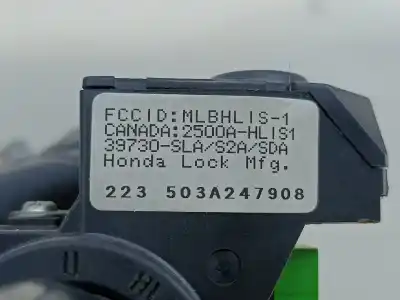 FCCID:MLBHLIS-1
CANADA:2500A-HLIS1
39730-SLA/S2A/SDA
Honda Lock Mfg.
223 503A247908